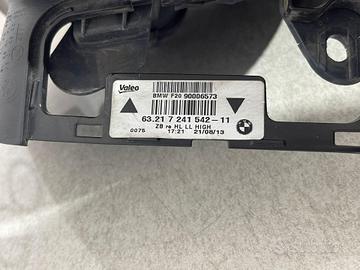 Valeo
BMW F20 90006573
63.21 7 241 542-11
ZB re HL LL HIGH
0075 17:21 21/08/13